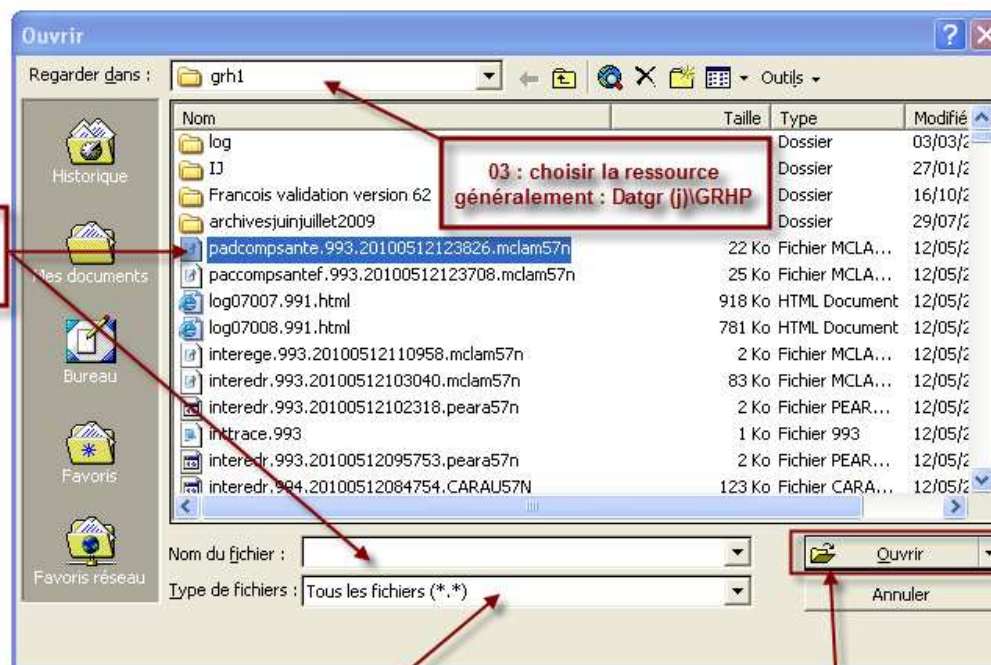 Ouvrir
Regarder dans :
grh1
Outils
Historique
Mes documents
Bureau
Favoris
Favoris réseau
Nom Taille Type Modifié
log Dossier 03/03/2
IJ Dossier 27/01/2
Francois validation version 62 Dossier 16/10/2
archivesjuinjuillet2009 Dossier 29/07/2
padcompsante.993.20100512123826.mclam57n 22 Ko Fichier MCLA... 12/05/2
paccompsantef.993.20100512123708.mclam57n 25 Ko Fichier MCLA... 12/05/2
log07007.991.html 918 Ko HTML Document 12/05/2
log07008.991.html 781 Ko HTML Document 12/05/2
interege.993.20100512110958.mclam57n 2 Ko Fichier MCLA... 12/05/2
interedr.993.20100512103040.mclam57n 83 Ko Fichier MCLA... 12/05/2
interedr.993.20100512102318.peara57n 2 Ko Fichier PEAR... 12/05/2
inttrace.993 1 Ko Fichier 993 12/05/2
interedr.993.20100512095753.peara57n 2 Ko Fichier PEAR... 12/05/2
interedr.994.20100512084754.CARAU57N 123 Ko Fichier CARA... 12/05/2
03 : choisir la ressource
généralement : Datgr (j)\GRHP
Nom du fichier :
Ouvrir
Type de fichiers : Tous les fichiers (*.*)
Annuler